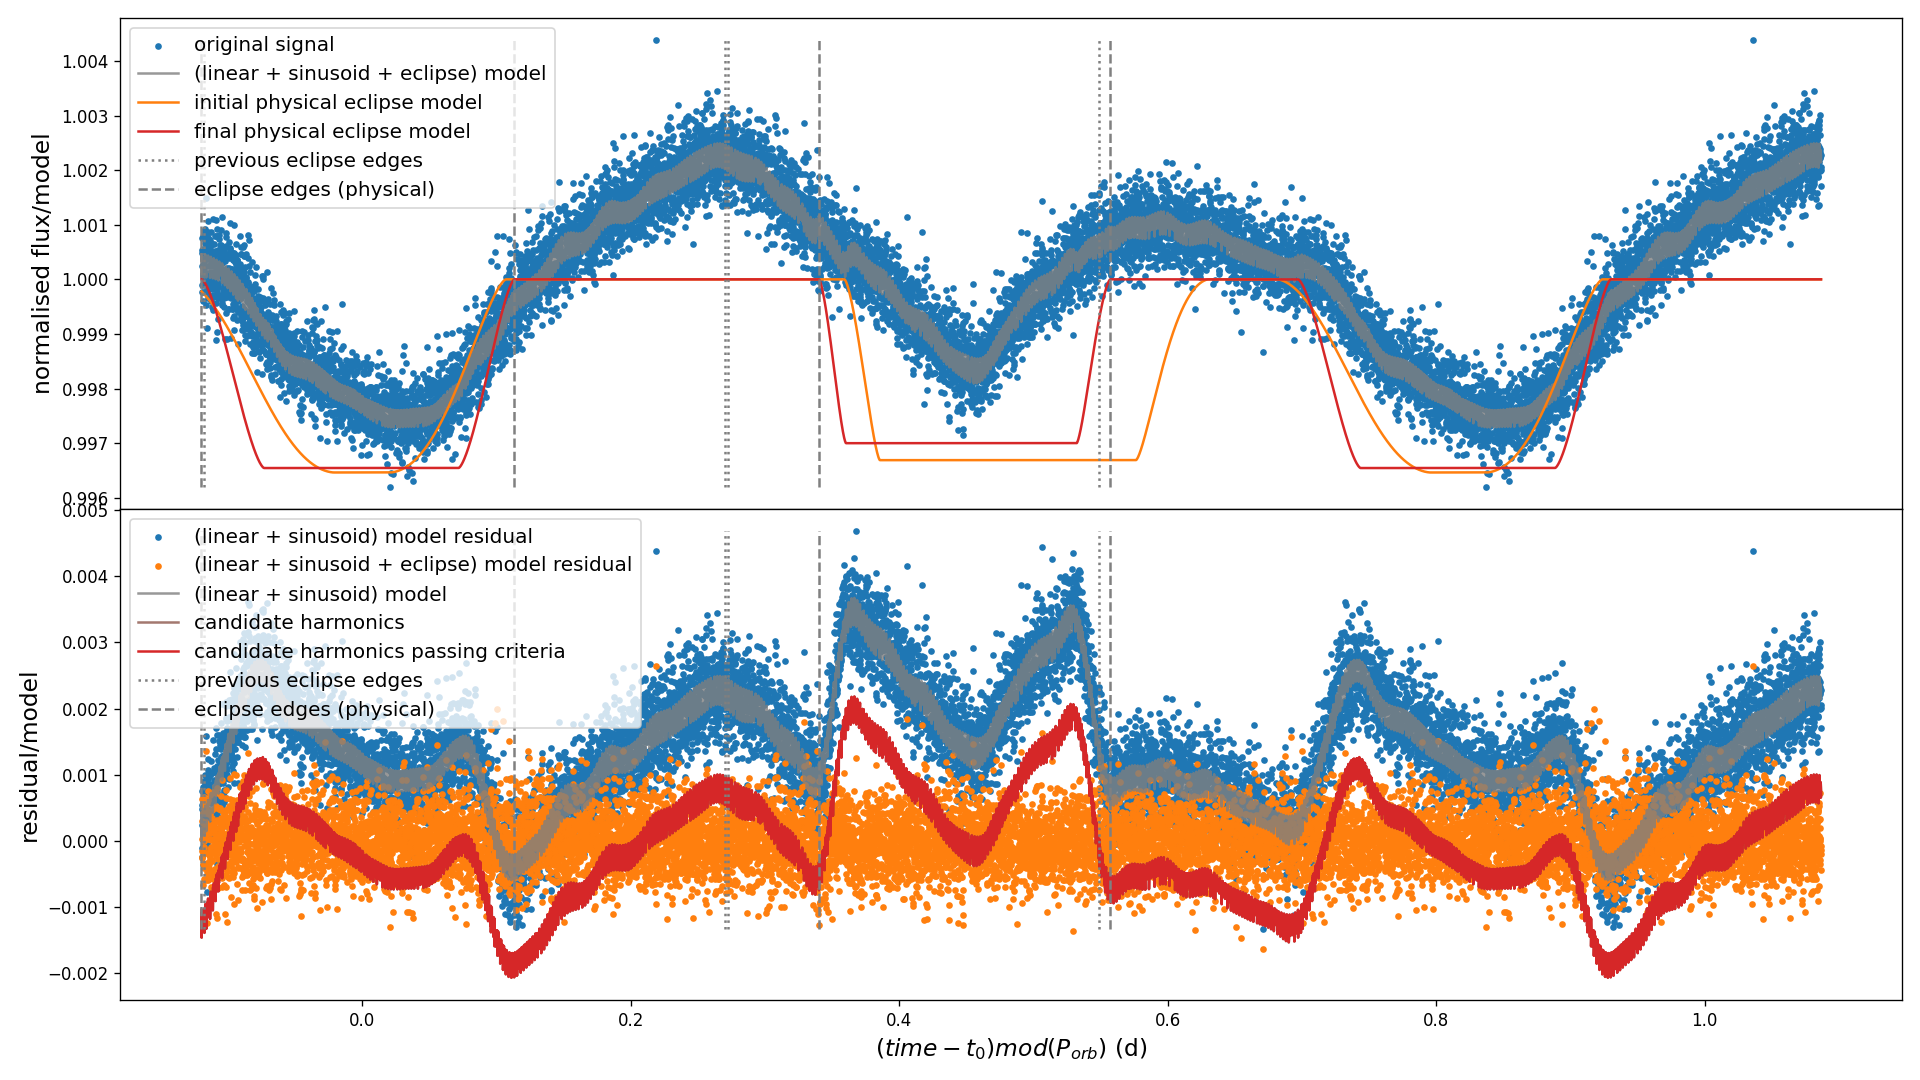 original signal
(linear + sinusoid + eclipse) model
initial physical eclipse model
final physical eclipse model
previous eclipse edges
eclipse edges (physical)
normalised flux/model
1.004
1.003
1.002
1.001
1.000
0.999
0.998
0.997
0.996
0.005
(linear + sinusoid) model residual
(linear + sinusoid + eclipse) model residual
(linear + sinusoid) model
candidate harmonics
candidate harmonics passing criteria
previous eclipse edges
eclipse edges (physical)
residual/model
0.004
0.003
0.002
0.001
0.000
−0.001
−0.002
0.0 0.2 0.4 0.6 0.8 1.0
(time − t₀)mod(Pₒᵣb) (d)